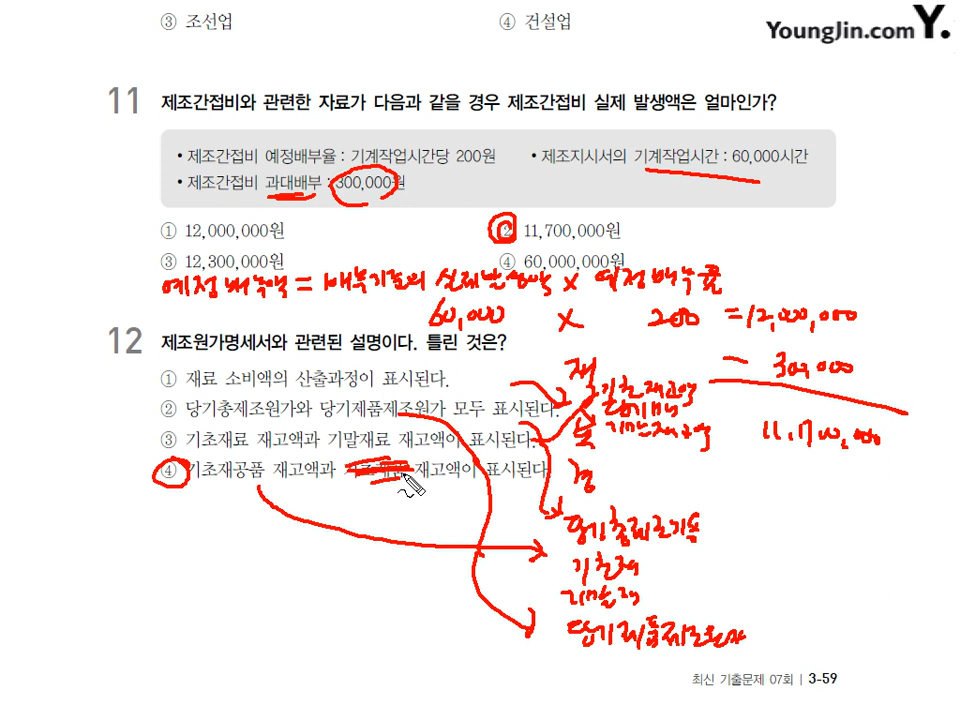 ③ 조선업 ④ 건설업
YoungJin.com Y.
11 제조간접비와 관련한 자료가 다음과 같을 경우 제조간접비 실제 발생액은 얼마인가?
• 제조간접비 예정배부율 : 기계작업시간당 200원 • 제조지시서의 기계작업시간 : 60,000시간
• 제조간접비 과대배부 : 300,000원
① 12,000,000원 ② 11,700,000원
③ 12,300,000원 ④ 60,000,000원
예정배부액 = 배부기준의 실제발생액 × 예정배부율
60,000 × 200 = 12,000,000
12 제조원가명세서와 관련된 설명이다. 틀린 것은?
- 300,000
① 재료 소비액의 산출과정이 표시된다.
재
기초재고액
② 당기총제조원가와 당기제품제조원가 모두 표시된다.
당기매입
11,700,000
③ 기초재료 재고액과 기말재료 재고액이 표시된다.
노 기말재고액
④ 기초재공품 재고액과 재고액이 표시된다.
경
당기총제조
기초재
기말재
당기제품제조원가
최신 기출문제 07회 | 3-59